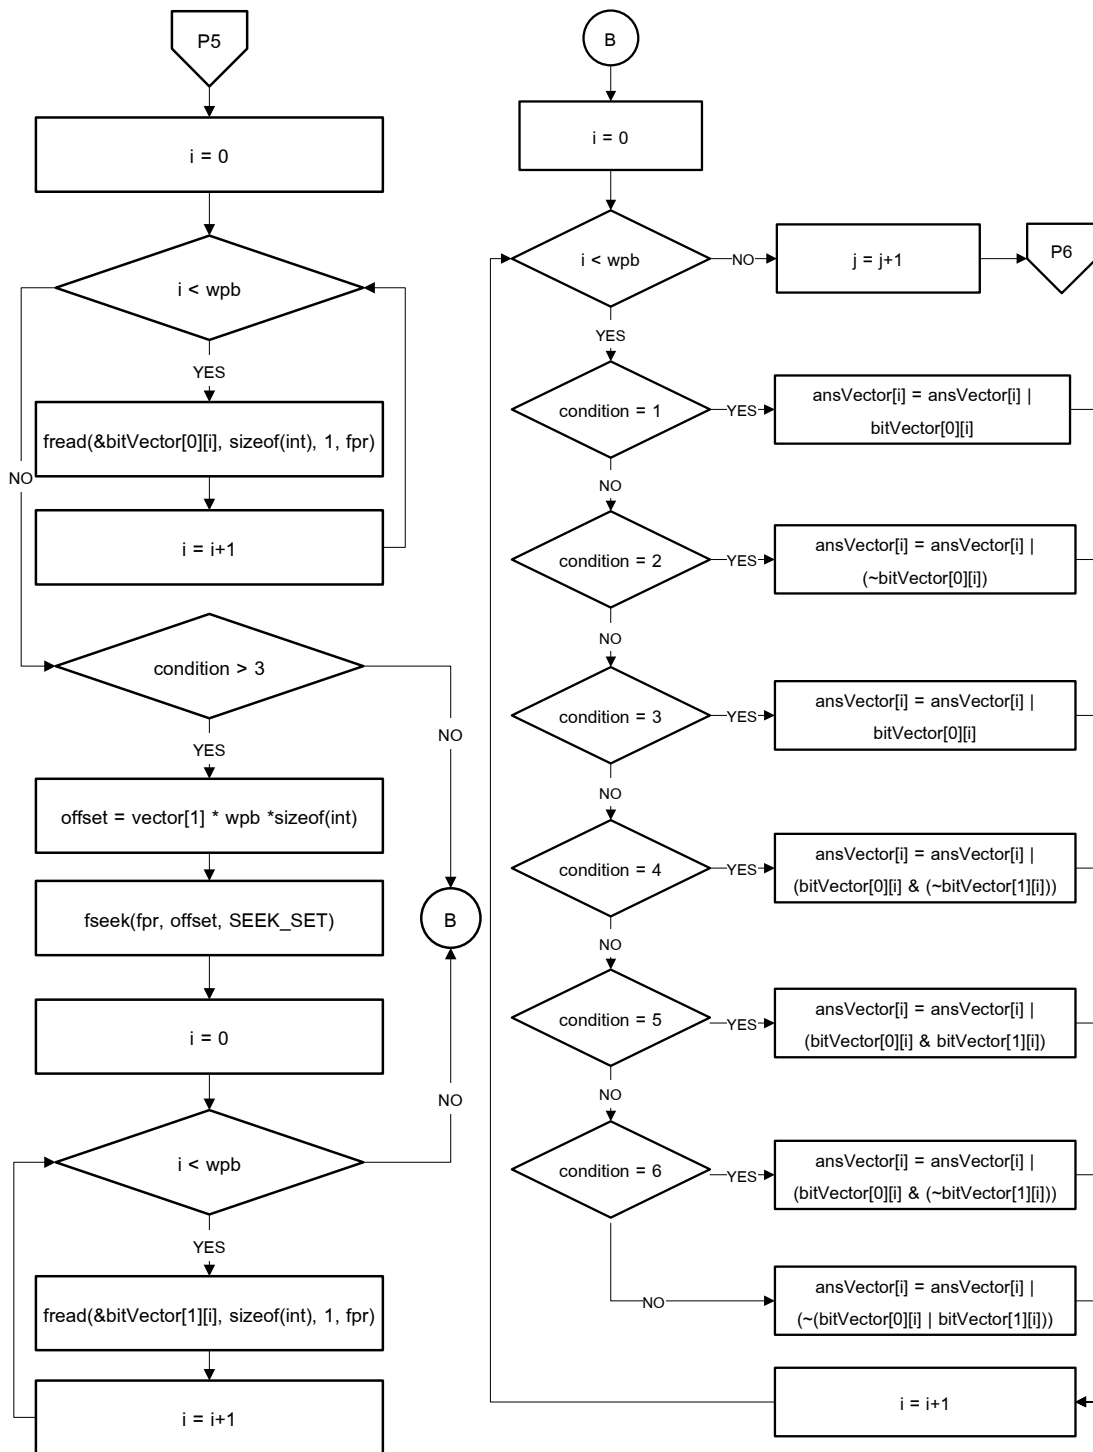 P5
i = 0
i < wpb
YES
fread(&bitVector[0][i], sizeof(int), 1, fpr)
NO
i = i+1
condition > 3
NO
YES
offset = vector[1] * wpb *sizeof(int)
fseek(fpr, offset, SEEK_SET)
B
i = 0
NO
i < wpb
YES
fread(&bitVector[1][i], sizeof(int), 1, fpr)
i = i+1
B
i = 0
i < wpb
NO
j = j+1
P6
YES
condition = 1
YES
ansVector[i] = ansVector[i] |
bitVector[0][i]
NO
condition = 2
YES
ansVector[i] = ansVector[i] |
(~bitVector[0][i])
NO
condition = 3
YES
ansVector[i] = ansVector[i] |
bitVector[0][i]
NO
condition = 4
YES
ansVector[i] = ansVector[i] |
(bitVector[0][i] & (~bitVector[1][i]))
NO
condition = 5
YES
ansVector[i] = ansVector[i] |
(bitVector[0][i] & bitVector[1][i])
NO
condition = 6
YES
ansVector[i] = ansVector[i] |
(bitVector[0][i] & (~bitVector[1][i]))
NO
ansVector[i] = ansVector[i] |
(~(bitVector[0][i] | bitVector[1][i]))
i = i+1